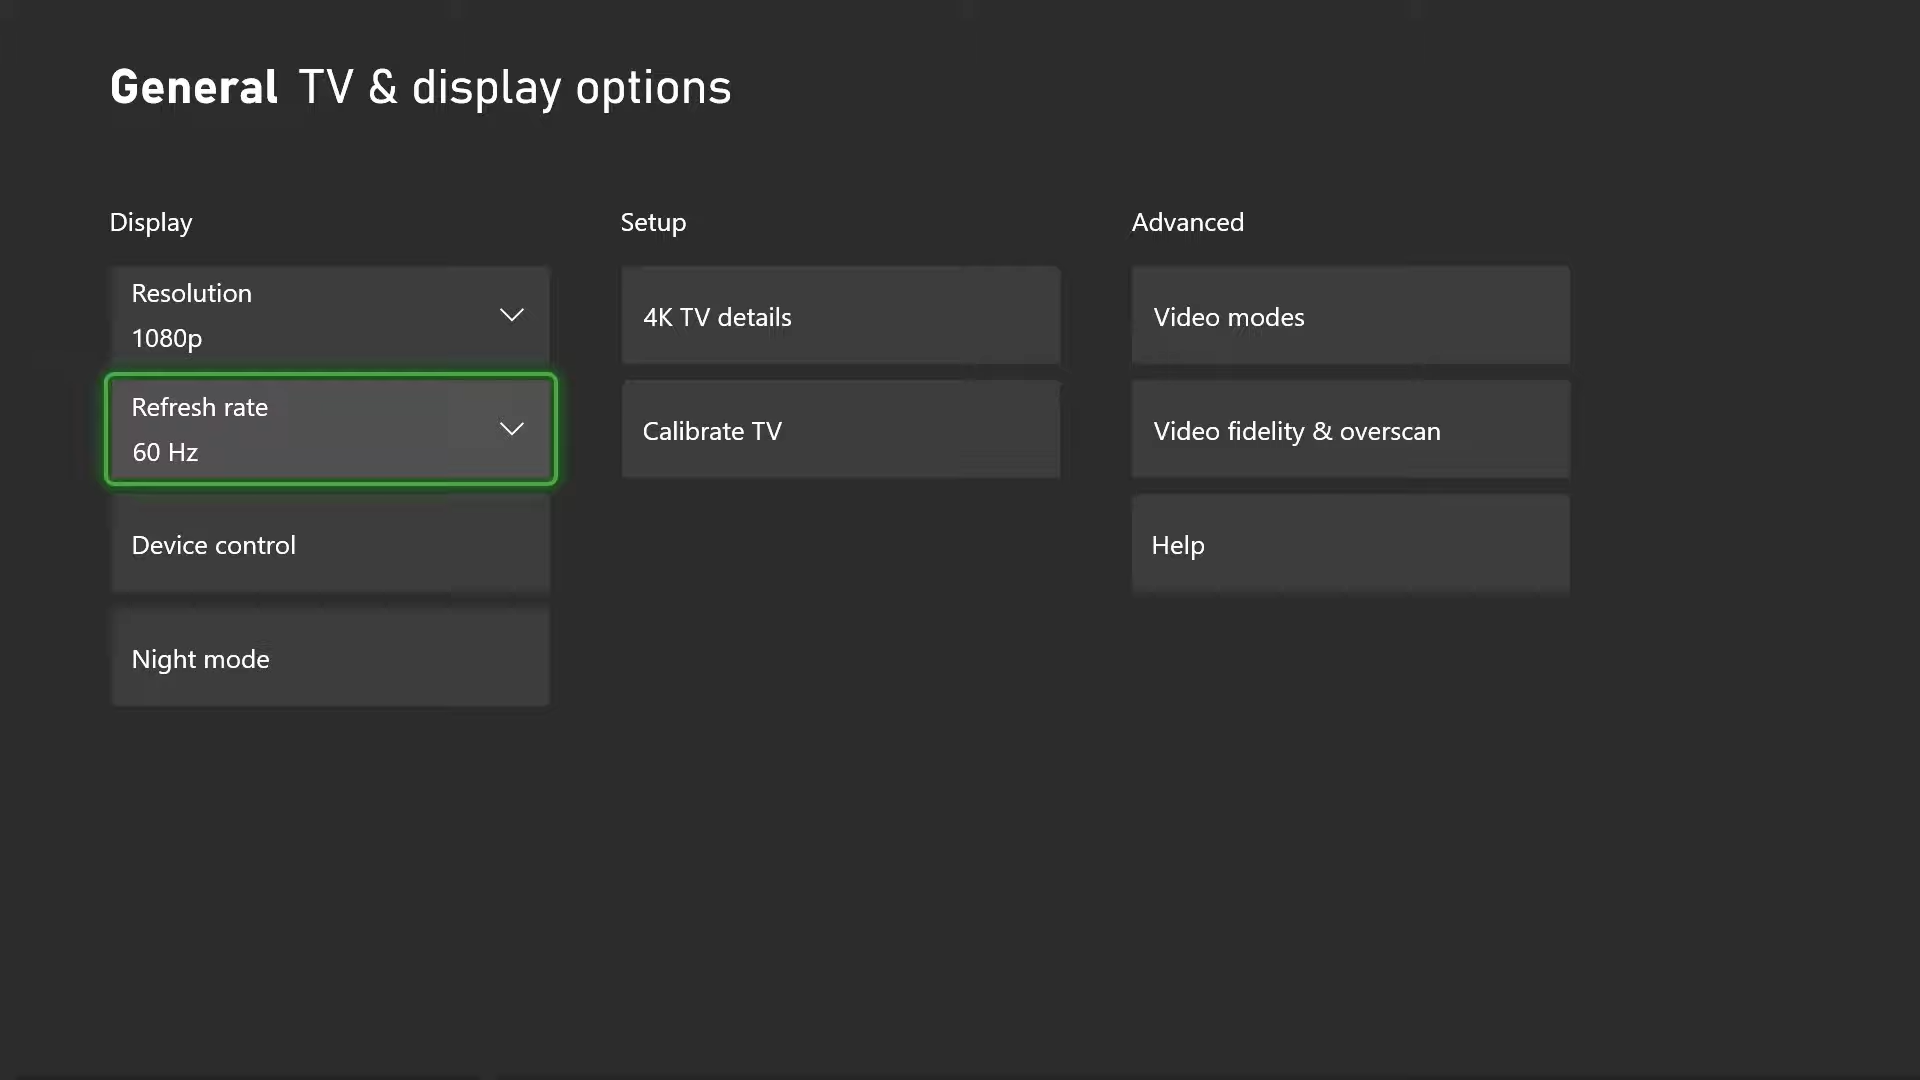 General TV & display options
Display
Resolution
1080p
Refresh rate
60 Hz
Device control
Night mode
Setup
4K TV details
Calibrate TV
Advanced
Video modes
Video fidelity & overscan
Help